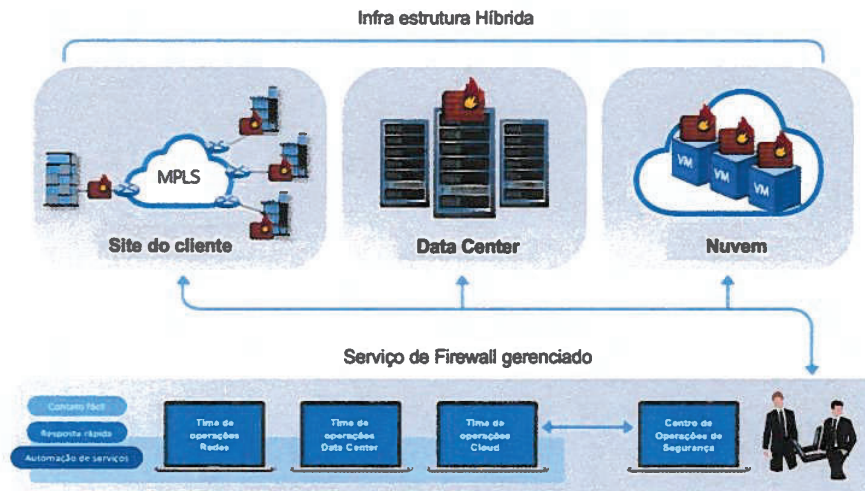 Infra estrutura Híbrida
MPLS
Site do cliente
Data Center
VM
VM
VM
Nuvem
Serviço de Firewall gerenciado
Contato fácil
Resposta rápida
Automação de serviços
Time de
operações
Redes
Time de
operações
Data Center
Time de
operações
Cloud
Centro de
Operações de
Segurança